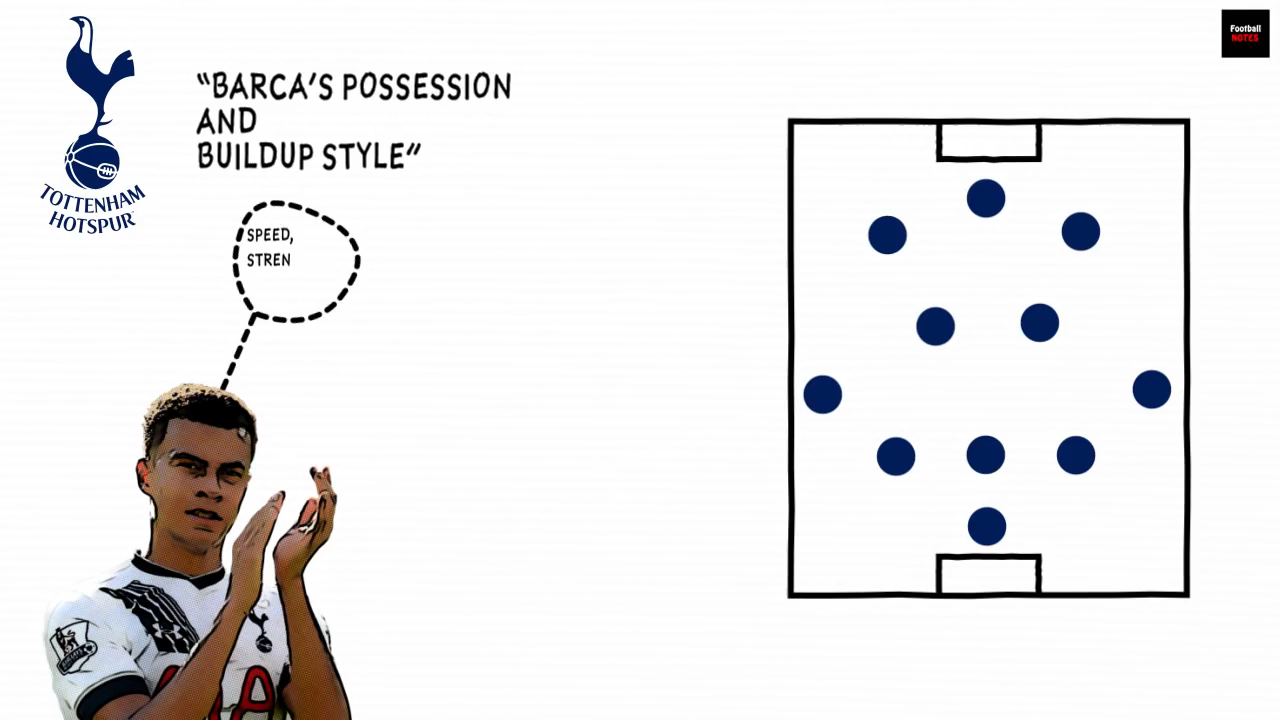 TOTTENHAM
HOTSPUR
"BARCA'S POSSESSION
AND
BUILDUP STYLE"
SPEED,
STREN
Football
NOTES